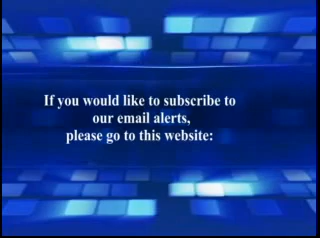 If you would like to subscribe to
our email alerts,
please go to this website: